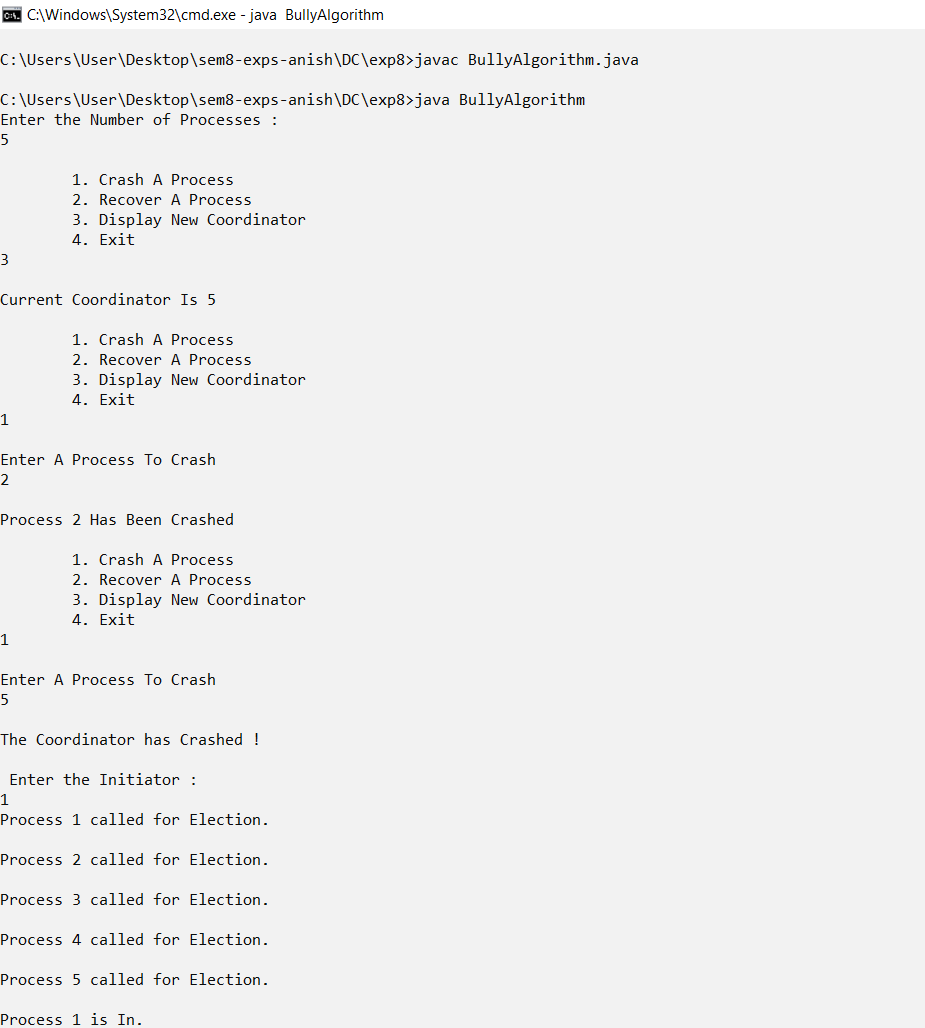 C:\Windows\System32\cmd.exe - java  BullyAlgorithm
C:\Users\User\Desktop\sem8-exps-anish\DC\exp8>javac BullyAlgorithm.java
C:\Users\User\Desktop\sem8-exps-anish\DC\exp8>java BullyAlgorithm
Enter the Number of Processes :
5
1. Crash A Process
2. Recover A Process
3. Display New Coordinator
4. Exit
3
Current Coordinator Is 5
1. Crash A Process
2. Recover A Process
3. Display New Coordinator
4. Exit
1
Enter A Process To Crash
2
Process 2 Has Been Crashed
1. Crash A Process
2. Recover A Process
3. Display New Coordinator
4. Exit
1
Enter A Process To Crash
5
The Coordinator has Crashed !
Enter the Initiator :
1
Process 1 called for Election.
Process 2 called for Election.
Process 3 called for Election.
Process 4 called for Election.
Process 5 called for Election.
Process 1 is In.